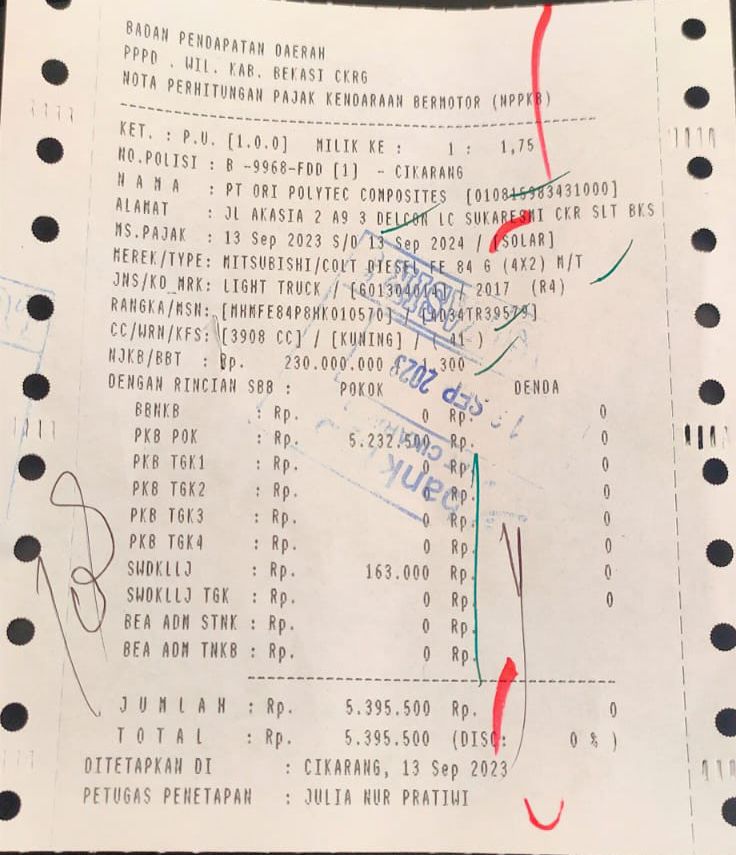 BADAN PENDAPATAN DAERAH
PPPD . WIL. KAB. BEKASI CKRG
NOTA PERHITUNGAN PAJAK KENDARAAN BERMOTOR (NPPKB)
KET. : P.U. [1.0.0] MILIK KE : 1 : 1,75
NO.POLISI : B -9968-FDD [1] - CIKARANG
N A M A : PT ORI POLYTEC COMPOSITES [010815983431000]
ALAMAT : JL AKASIA 2 A9 3 DELCON LC SUKARESMI CKR SLT BKS
MS.PAJAK : 13 Sep 2023 S/D 13 Sep 2024 / [SOLAR]
MEREK/TYPE: MITSUBISHI/COLT DIESEL FE 84 G (4X2) M/T
JNS/KD_MRK: LIGHT TRUCK / [G01304014] / 2017 (R4)
RANGKA/MSN: [MHMFE84P8HK010570] / [4D34TR39579]
CC/WRN/KFS: [3908 CC] / [KUNING] / ( 41 )
NJKB/BBT : Rp. 230.000.000 / 1,300
DENGAN RINCIAN SBB : POKOK DENDA
BBNKB : Rp. 0 Rp. 0
PKB POK : Rp. 5.232.500 Rp. 0
PKB TGK1 : Rp. 0 Rp. 0
PKB TGK2 : Rp. 0 Rp. 0
PKB TGK3 : Rp. 0 Rp. 0
PKB TGK4 : Rp. 0 Rp. 0
SWDKLLJ : Rp. 163.000 Rp. 0
SWDKLLJ TGK : Rp. 0 Rp. 0
BEA ADM STNK : Rp. 0 Rp.
BEA ADM TNKB : Rp. 0 Rp.
J U M L A H : Rp. 5.395.500 Rp. 0
T O T A L : Rp. 5.395.500 (DISC: 0 % )
DITETAPKAN DI : CIKARANG, 13 Sep 2023
PETUGAS PENETAPAN : JULIA NUR PRATIWI
SEP 2023
bank